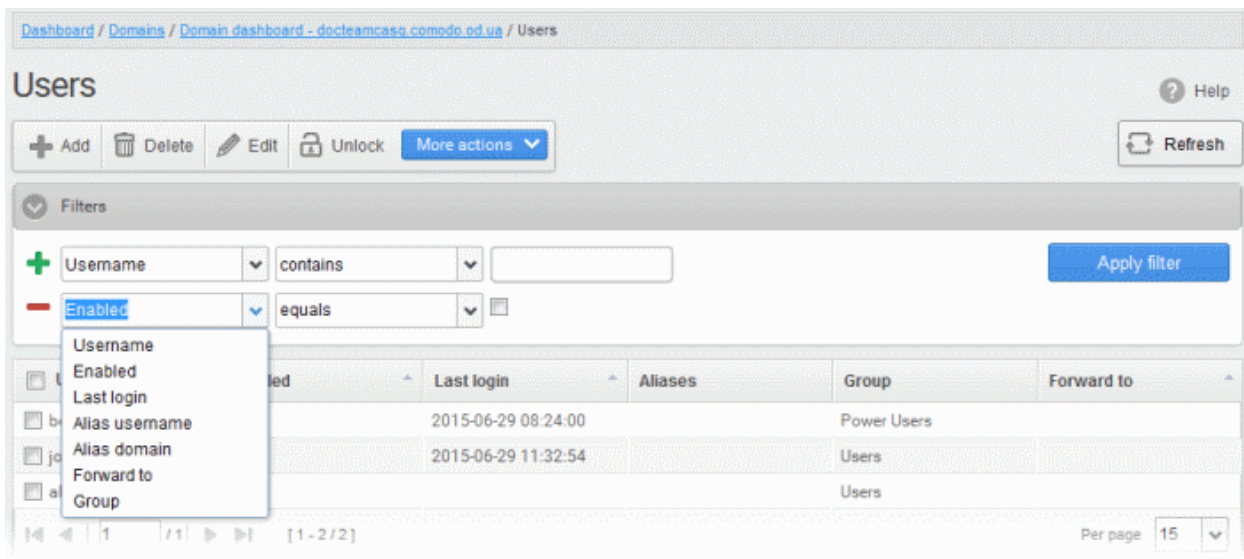 Dashboard / Domains / Domain dashboard - docteamcasg.comodo.od.ua / Users
Users
Help
Add Delete Edit Unlock More actions
Refresh
Filters
Username contains
Apply filter
Enabled equals
Username
Enabled
Last login
Alias username
Alias domain
Forward to
Group
Last login Aliases Group Forward to
2015-06-29 08:24:00 Power Users
2015-06-29 11:32:54 Users
Users
1 / 1 [1 - 2 / 2] Per page 15